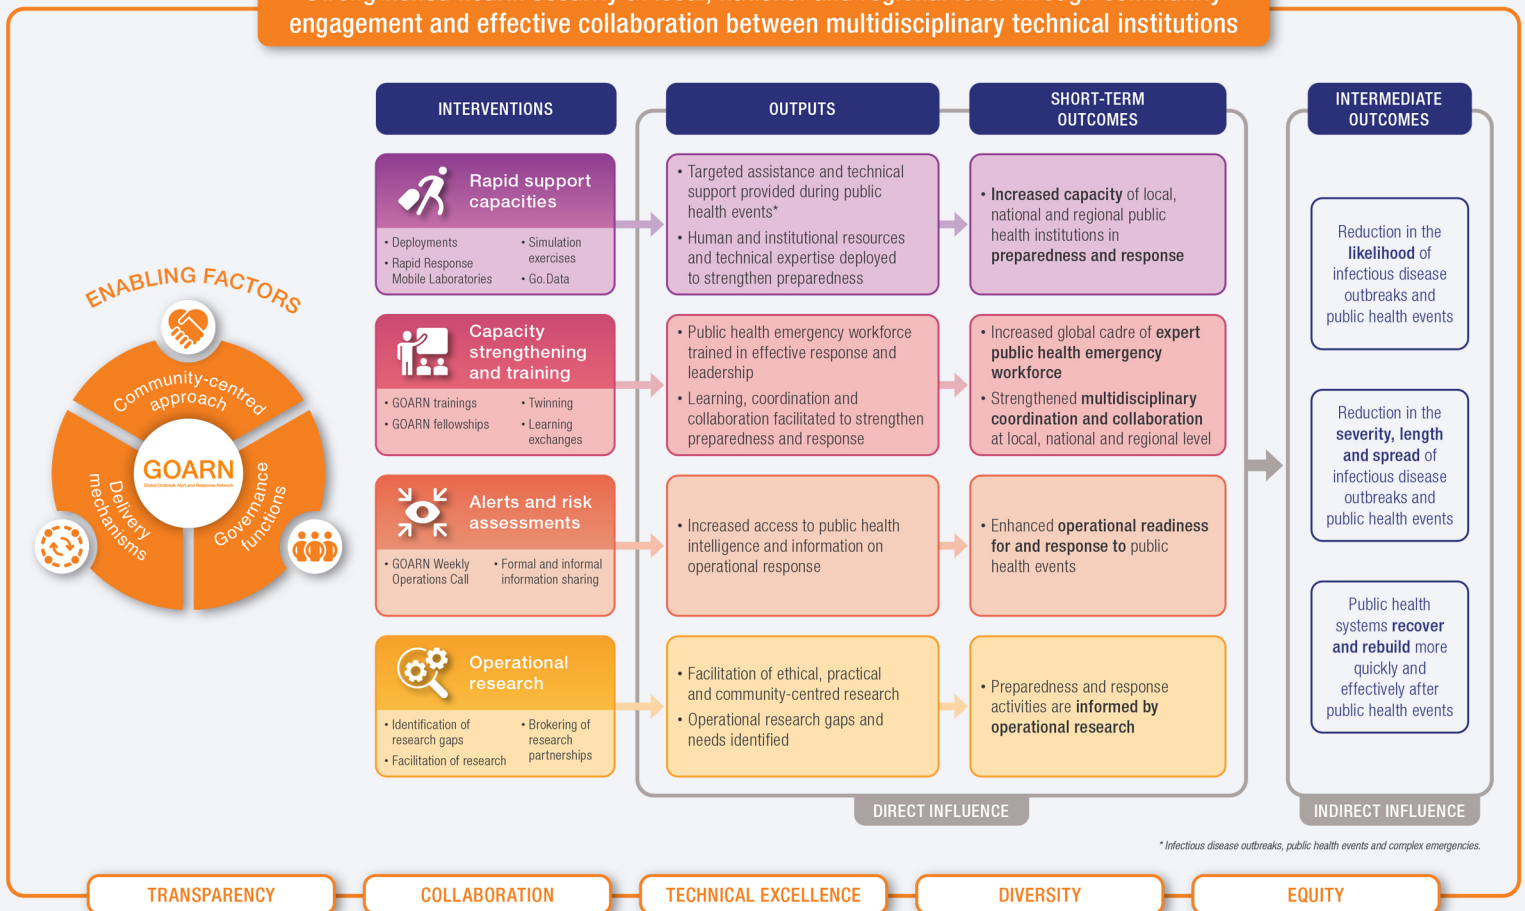 engagement and effective collaboration between multidisciplinary technical institutions
ENABLING FACTORS
Community-centred
approach
Delivery
mechanisms
Governance
functions
GOARN
Global Outbreak Alert and Response Network
INTERVENTIONS
OUTPUTS
SHORT-TERM
OUTCOMES
INTERMEDIATE
OUTCOMES
Rapid support
capacities
• Deployments
• Rapid Response
Mobile Laboratories
• Simulation
exercises
• Go.Data
• Targeted assistance and technical
support provided during public
health events*
• Human and institutional resources
and technical expertise deployed
to strengthen preparedness
• Increased capacity of local,
national and regional public
health institutions in
preparedness and response
Capacity
strengthening
and training
• GOARN trainings
• GOARN fellowships
• Twinning
• Learning
exchanges
• Public health emergency workforce
trained in effective response and
leadership
• Learning, coordination and
collaboration facilitated to strengthen
preparedness and response
• Increased global cadre of expert
public health emergency
workforce
• Strengthened multidisciplinary
coordination and collaboration
at local, national and regional level
Alerts and risk
assessments
• GOARN Weekly
Operations Call
• Formal and informal
information sharing
• Increased access to public health
intelligence and information on
operational response
• Enhanced operational readiness
for and response to public
health events
Operational
research
• Identification of
research gaps
• Facilitation of research
• Brokering of
research
partnerships
• Facilitation of ethical, practical
and community-centred research
• Operational research gaps and
needs identified
• Preparedness and response
activities are informed by
operational research
Reduction in the
likelihood of
infectious disease
outbreaks and
public health events
Reduction in the
severity, length
and spread of
infectious disease
outbreaks and
public health events
Public health
systems recover
and rebuild more
quickly and
effectively after
public health events
DIRECT INFLUENCE
INDIRECT INFLUENCE
* Infectious disease outbreaks, public health events and complex emergencies.
TRANSPARENCY
COLLABORATION
TECHNICAL EXCELLENCE
DIVERSITY
EQUITY